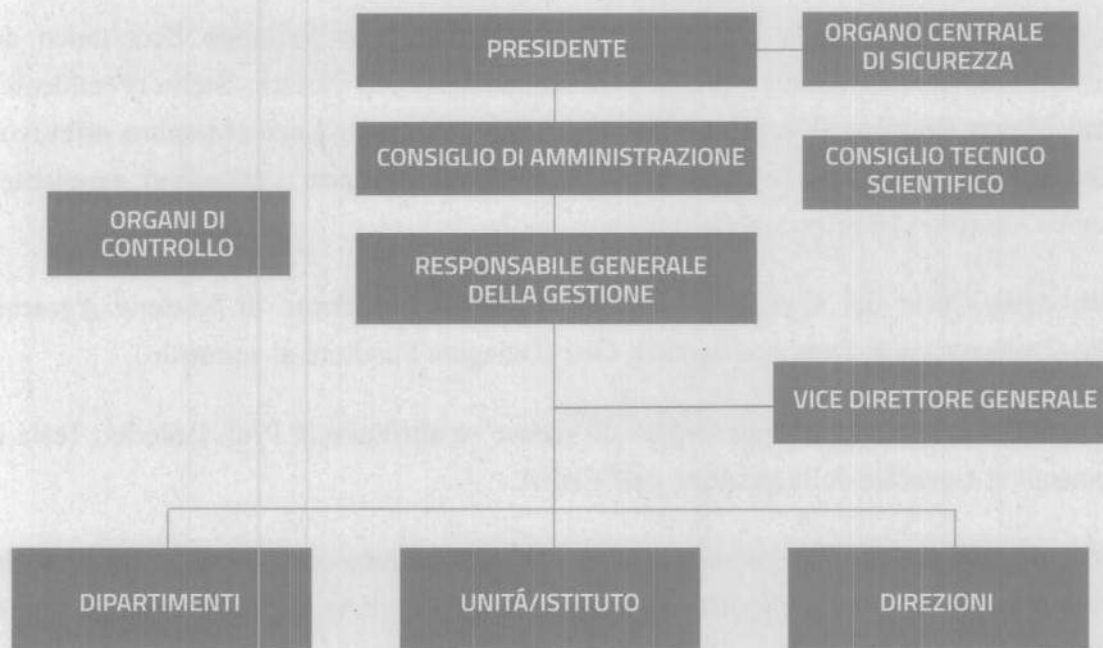 PRESIDENTE
ORGANO CENTRALE
DI SICUREZZA
CONSIGLIO DI AMMINISTRAZIONE
CONSIGLIO TECNICO
SCIENTIFICO
ORGANI DI
CONTROLLO
RESPONSABILE GENERALE
DELLA GESTIONE
VICE DIRETTORE GENERALE
DIPARTIMENTI
UNITÁ/ISTITUTO
DIREZIONI